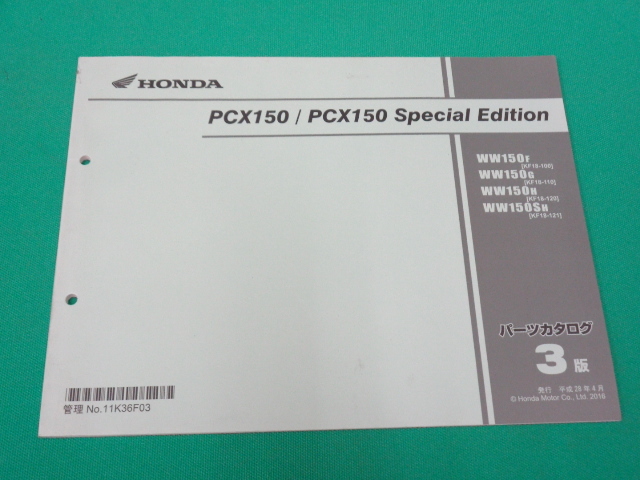 HONDA
PCX150 / PCX150 Special Edition
WW150F
[KF18-100]
WW150G
[KF18-110]
WW150H
[KF18-120]
WW150SH
[KF18-121]
パーツカタログ
3版
発行 平成28年4月
© Honda Motor Co., Ltd. 2016
管理 No.11K36F03